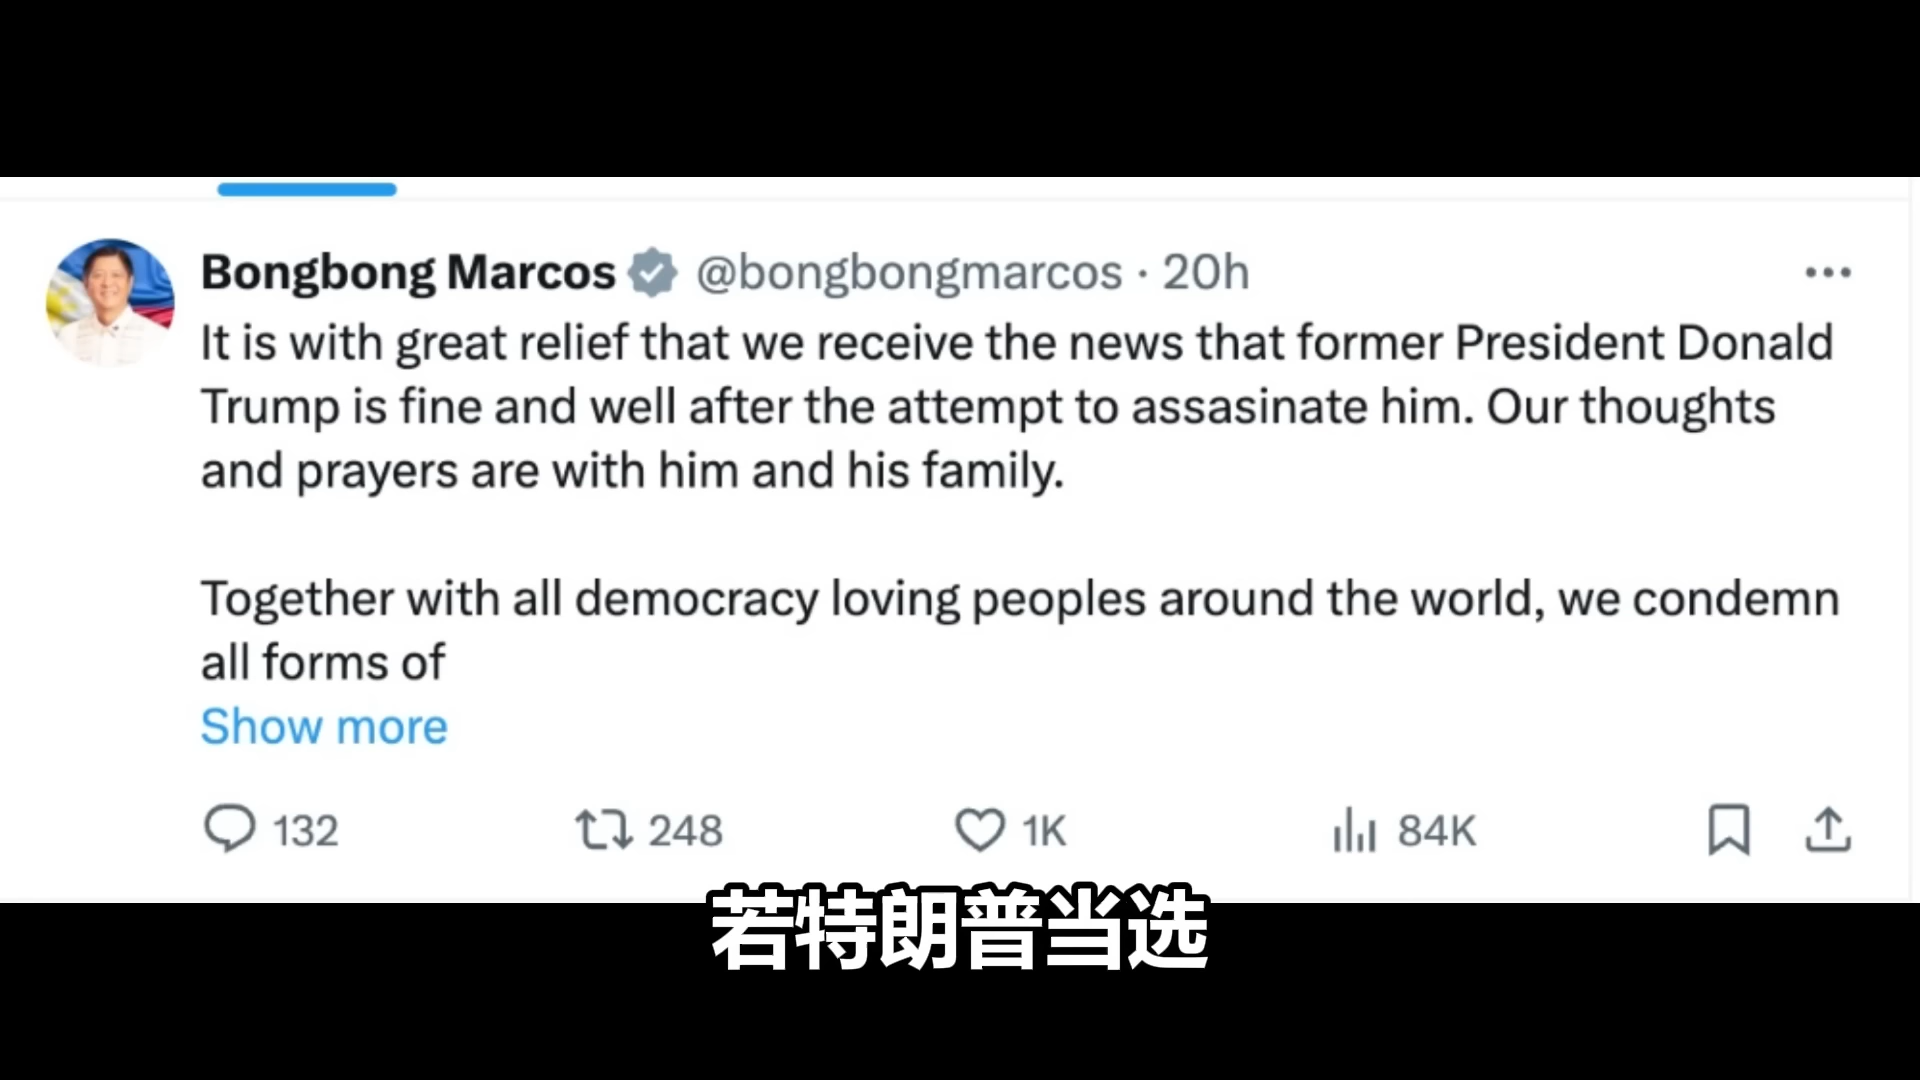 Bongbong Marcos @bongbongmarcos · 20h
It is with great relief that we receive the news that former President Donald
Trump is fine and well after the attempt to assasinate him. Our thoughts
and prayers are with him and his family.
Together with all democracy loving peoples around the world, we condemn
all forms of
Show more
132 248 1K 84K
若特朗普当选